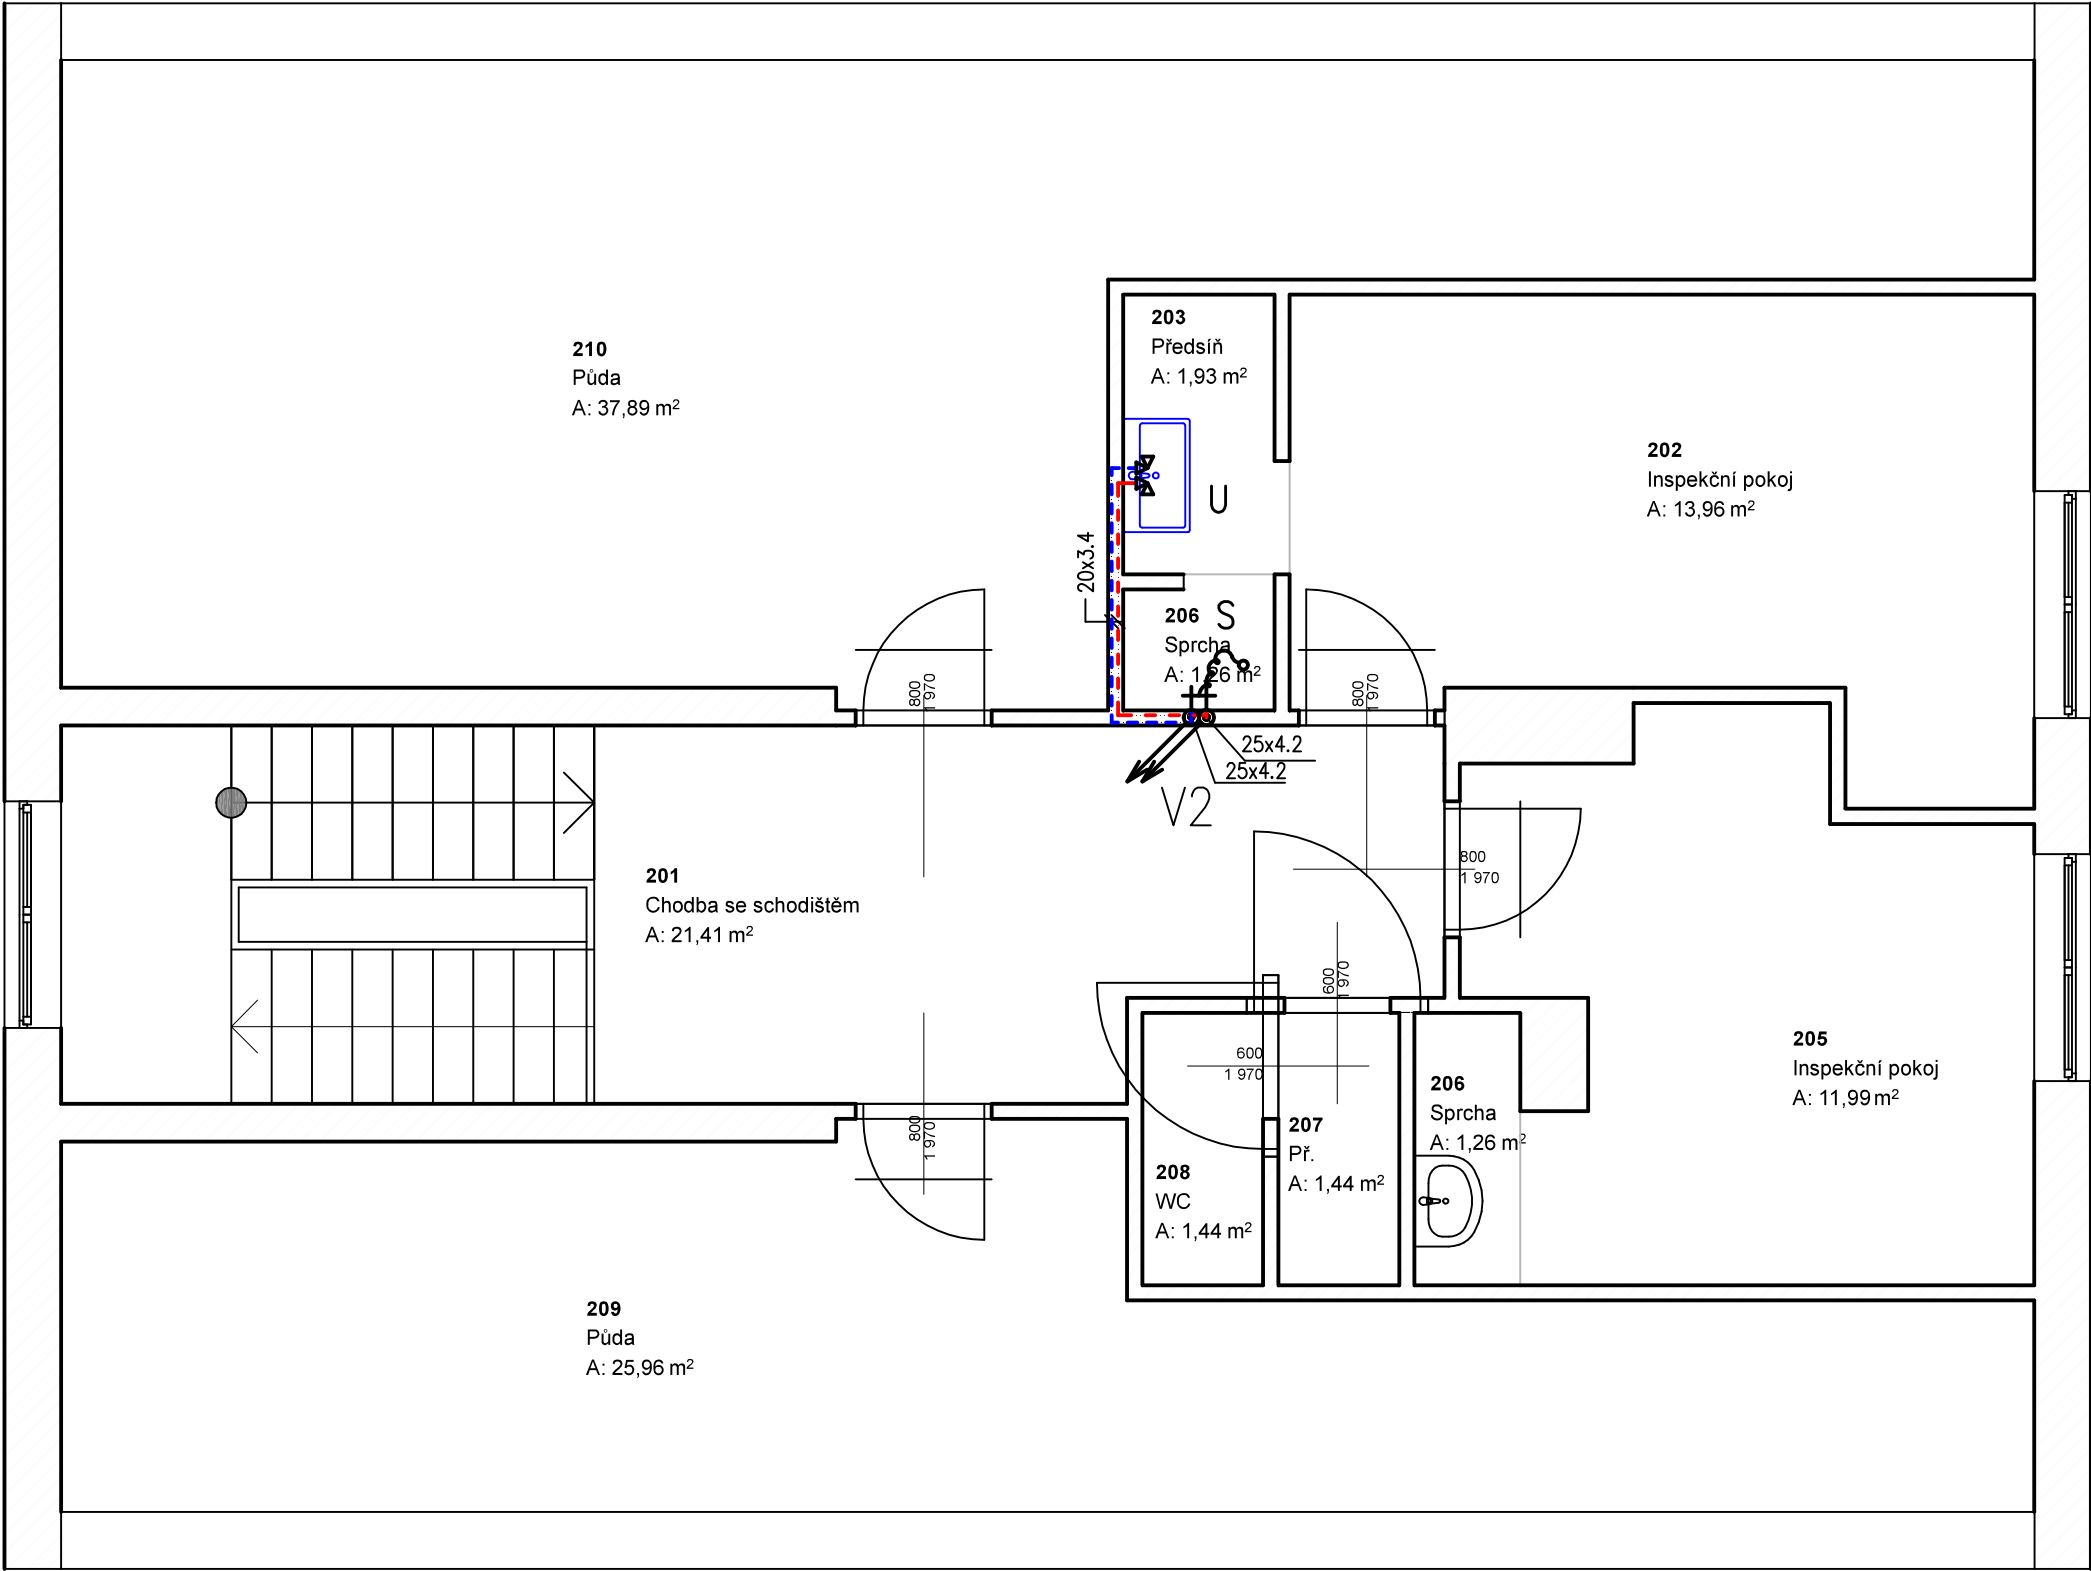 203
Předsíň
A: 1,93 m²
210
Půda
A: 37,89 m²
202
Inspekční pokoj
A: 13,96 m²
U
20x3.4
206
Sprcha
A: 1,26 m²
S
800
1 970
800
1 970
25x4.2
25x4.2
V2
800
1 970
201
Chodba se schodištěm
A: 21,41 m²
600
1 970
205
Inspekční pokoj
A: 11,99 m²
600
1 970
206
Sprcha
A: 1,26 m²
207
Př.
A: 1,44 m²
800
1 970
208
WC
A: 1,44 m²
209
Půda
A: 25,96 m²